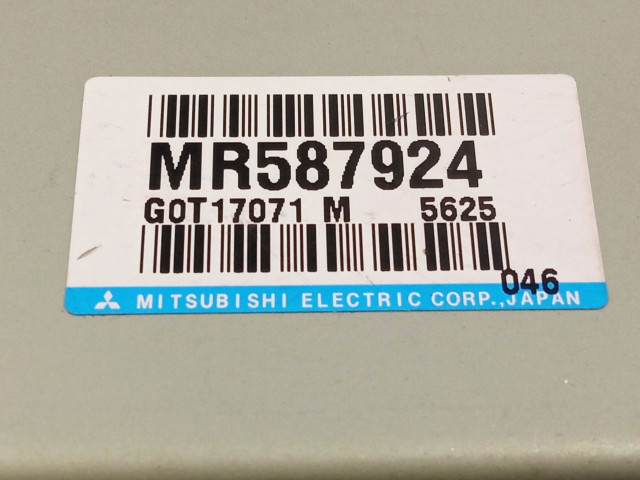 MR587924
G0T17071 M 5625
046
MITSUBISHI ELECTRIC CORP.,JAPAN